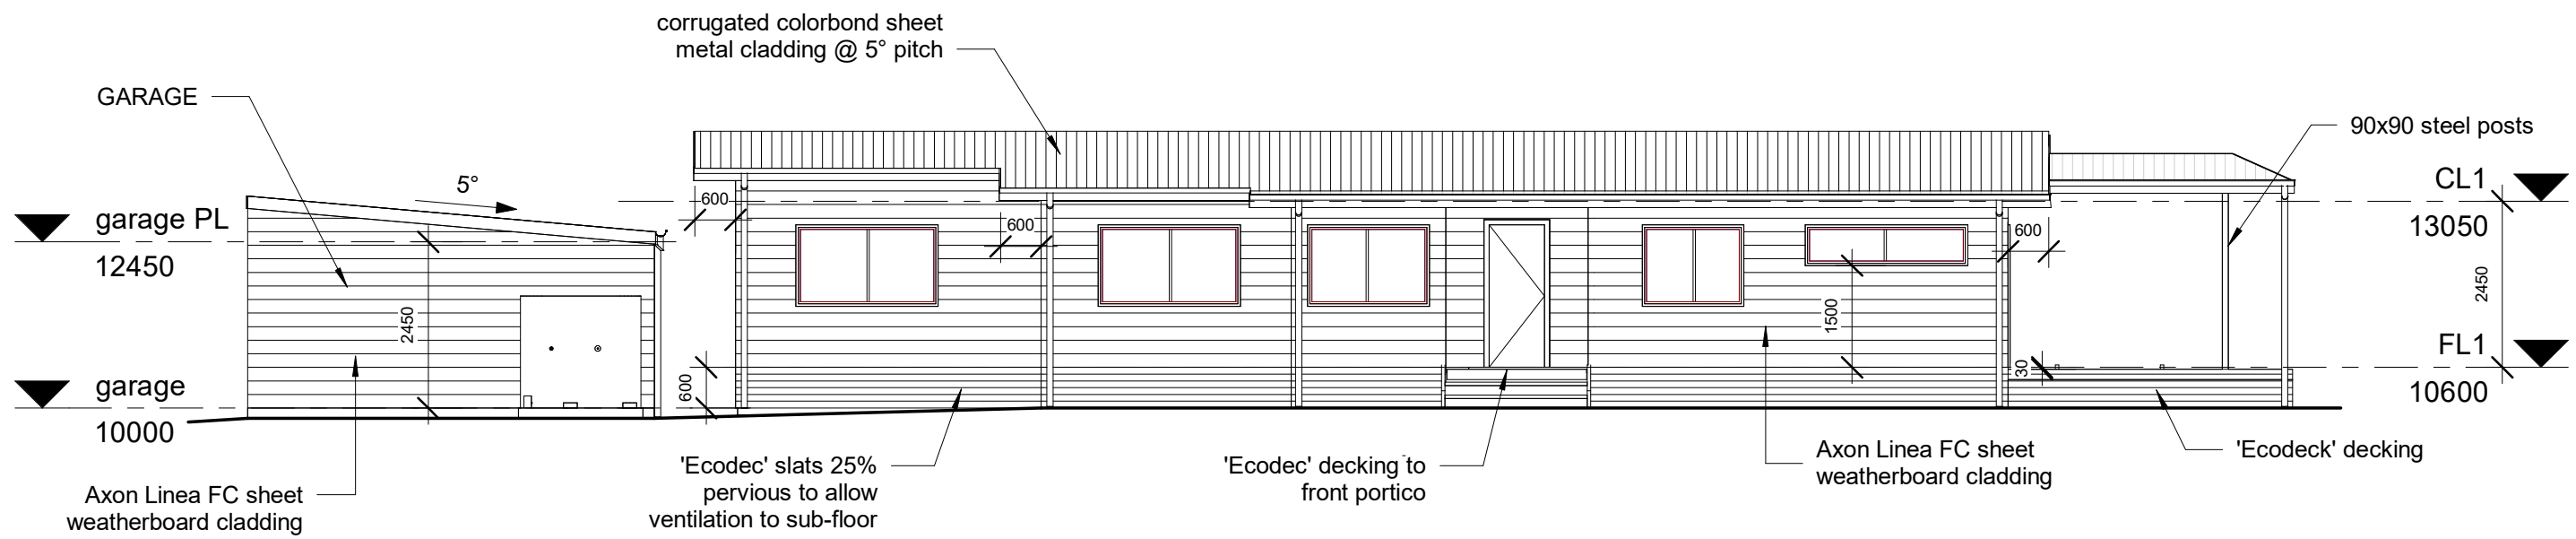 corrugated colorbond sheet
metal cladding @ 5° pitch
GARAGE
90x90 steel posts
5°
CL1
13050
garage PL
12450
600
600
600
2450
2450
1500
30
600
FL1
10600
garage
10000
'Ecodec' slats 25%
pervious to allow
ventilation to sub-floor
'Ecodec' decking to
front portico
Axon Linea FC sheet
weatherboard cladding
'Ecodeck' decking
Axon Linea FC sheet
weatherboard cladding